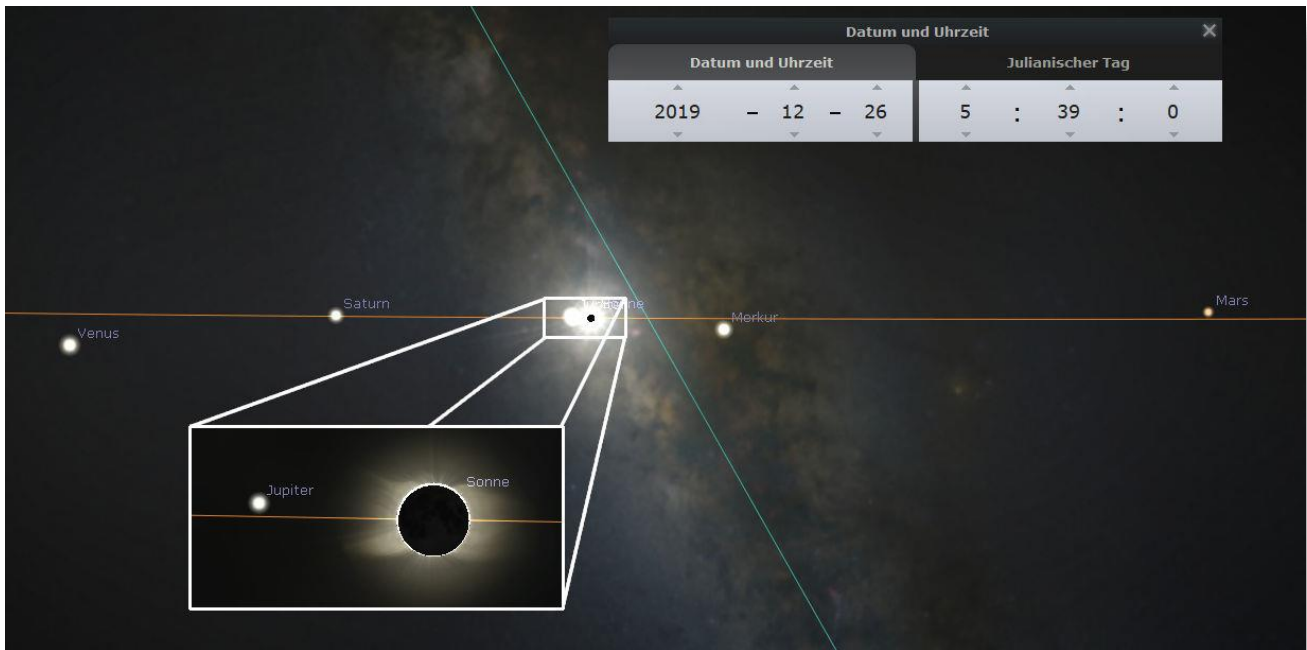 Datum und Uhrzeit
Datum und Uhrzeit Julianischer Tag
2019 – 12 – 26 5 : 39 : 0
Saturn
Mars
Merkur
Venus
Jupiter
Sonne